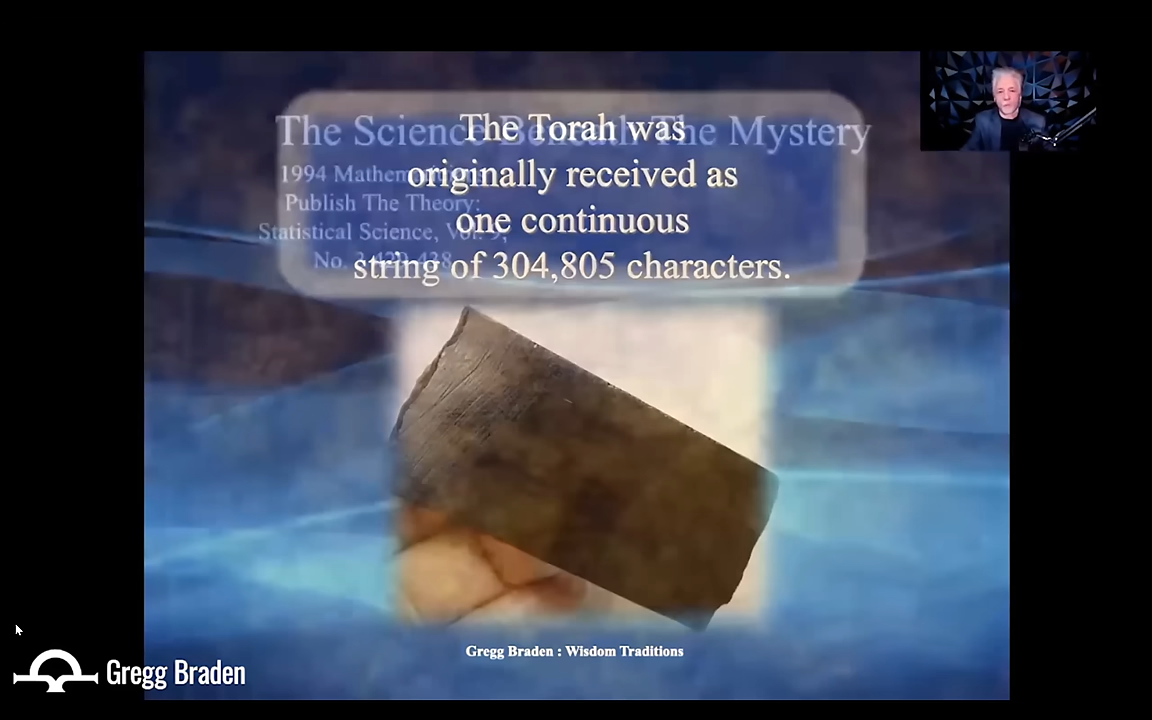 The Science Beneath The Mystery
The Torah was
originally received as
one continuous
string of 304,805 characters.
1994
Publish The Theory:
Statistical Science, Vol. 9,
No.
Gregg Braden : Wisdom Traditions
Gregg Braden